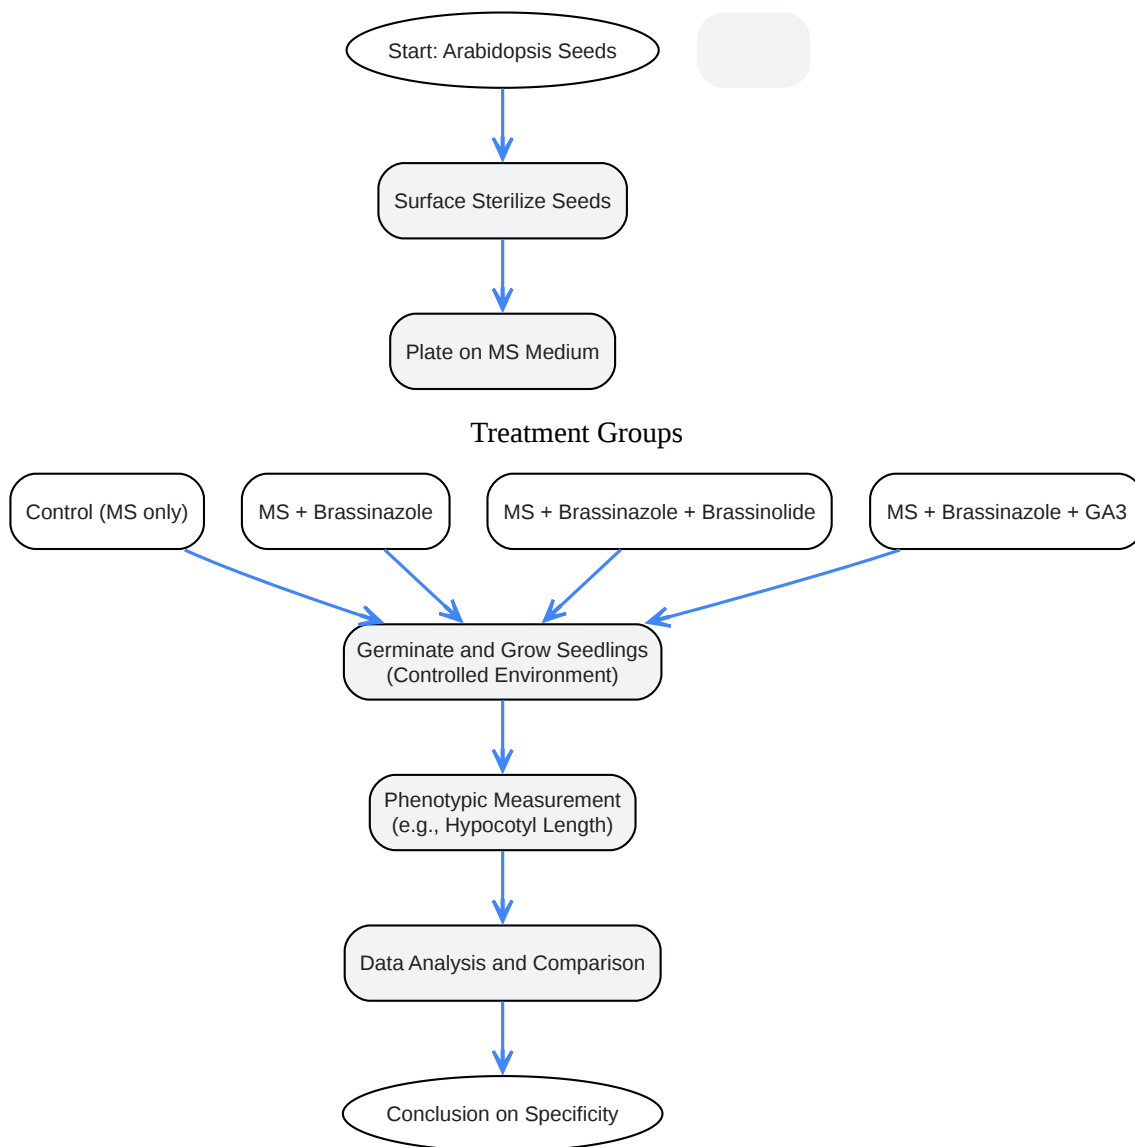 Start: Arabidopsis Seeds
Surface Sterilize Seeds
Plate on MS Medium
Treatment Groups
Control (MS only)
MS + Brassinazole
MS + Brassinazole + Brassinolide
MS + Brassinazole + GA3
Germinate and Grow Seedlings
(Controlled Environment)
Phenotypic Measurement
(e.g., Hypocotyl Length)
Data Analysis and Comparison
Conclusion on Specificity